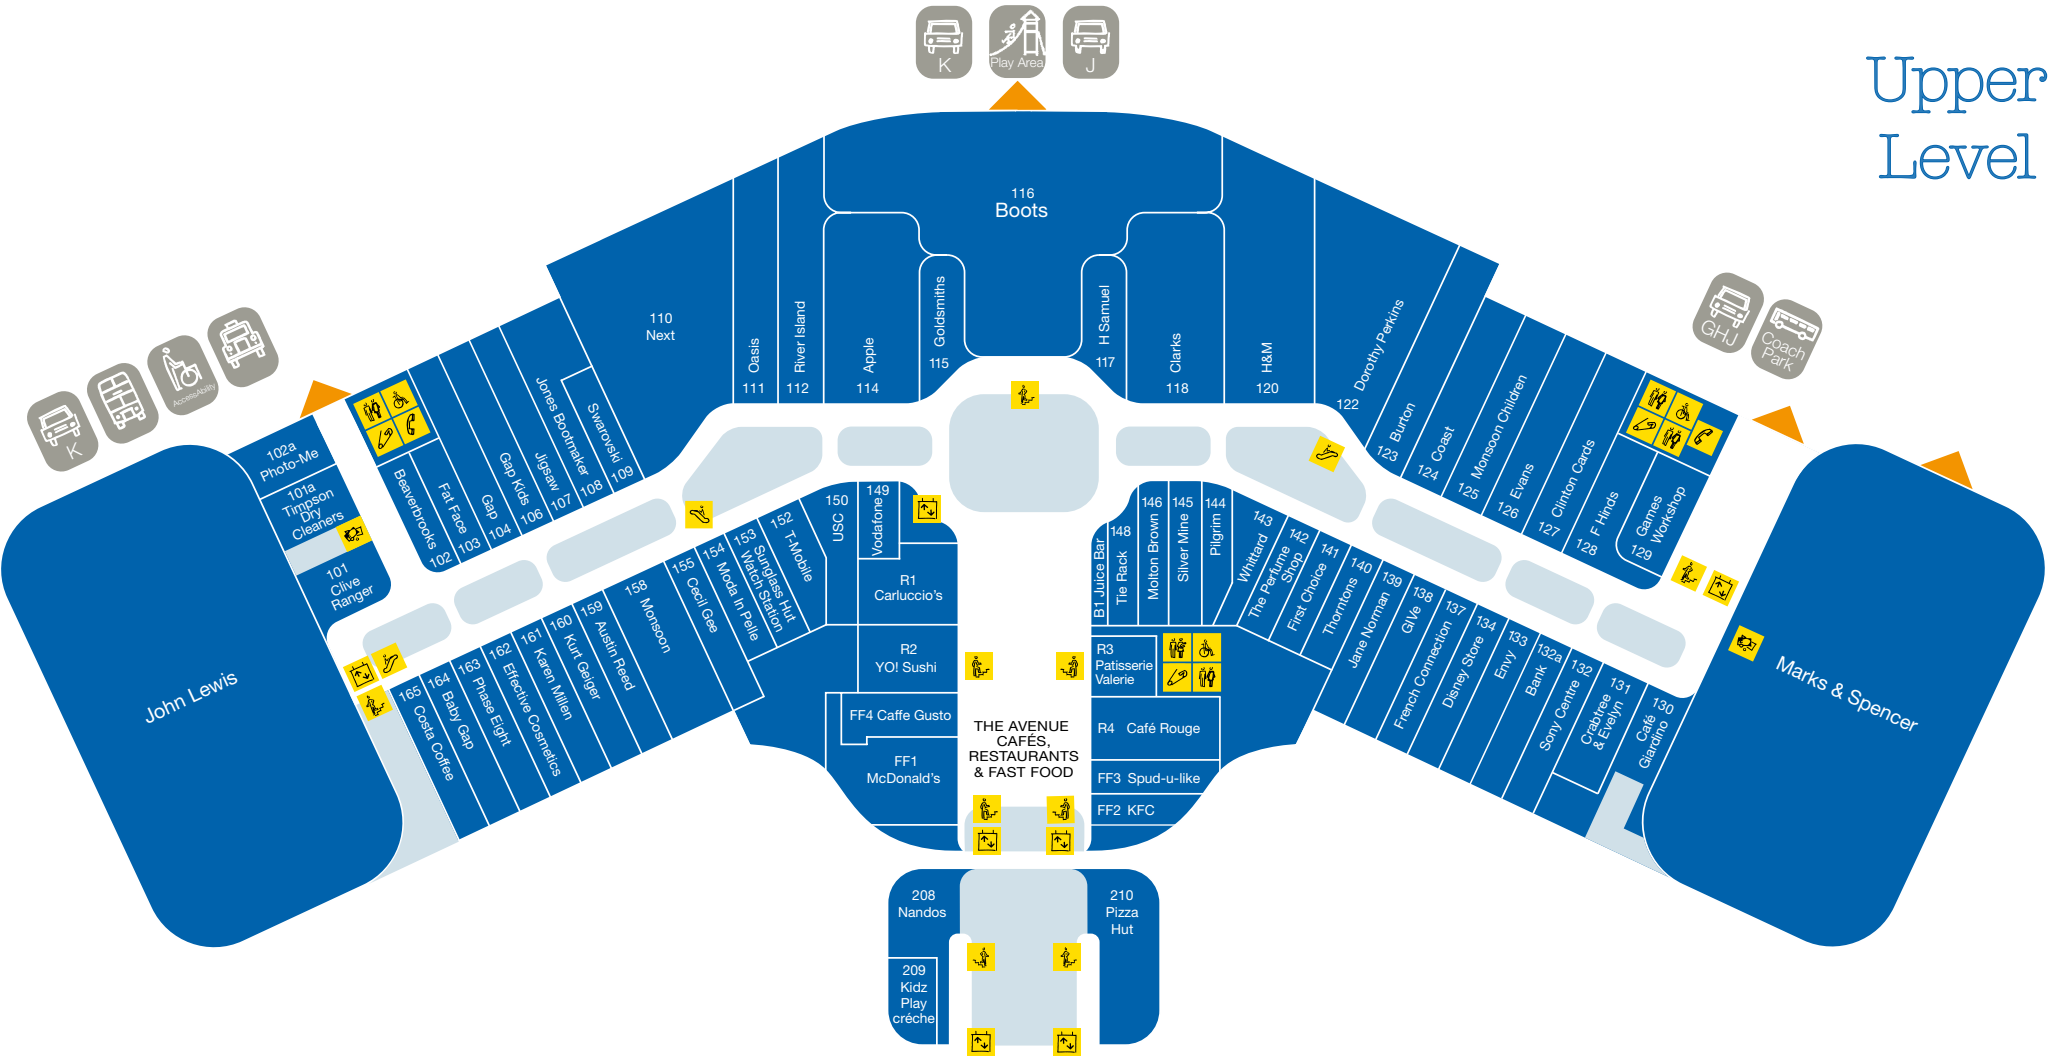 Upper
Level
K
Play Area
J
K
AccessAbility
GHJ
Coach
Park
116
Boots
110
Next
Oasis
111
River Island
112
Apple
114
Goldsmiths
115
H Samuel
117
Clarks
118
H&M
120
Dorothy Perkins
122
Burton
123
Coast
124
Monsoon Children
125
Evans
126
Clinton Cards
127
F Hinds
128
Games
Workshop
129
102a
Photo-Me
101a
Timpson
Dry
Cleaners
101
Clive
Ranger
Beaverbrooks
102
Fat Face
103
Gap
104
Gap Kids
106
Jigsaw
107
Jones Bootmaker
108
Swarovski
109
John Lewis
165
Costa Coffee
164
Baby Gap
163
Phase Eight
162
Effective Cosmetics
161
Karen Millen
160
Kurt Geiger
159
Austin Reed
158
Monsoon
155
Cecil Gee
154
Moda In Pelle
153
Sunglass Hut
Watch Station
152
T-Mobile
150
USC
149
Vodafone
R1
Carluccio's
R2
YO! Sushi
FF4 Caffe Gusto
FF1
McDonald's
THE AVENUE
CAFÉS,
RESTAURANTS
& FAST FOOD
B1 Juice Bar
148
Tie Rack
146
Molton Brown
145
Silver Mine
144
Pilgrim
143
Whittard
142
The Perfume
Shop
141
First Choice
140
Thorntons
139
Jane Norman
138
GIVe
137
French Connection
134
Disney Store
133
Envy
132a
Bank
132
Sony Centre
131
Crabtree
& Evelyn
130
Café
Giardino
Marks & Spencer
R3
Patisserie
Valerie
R4 Café Rouge
FF3 Spud-u-like
FF2 KFC
208
Nandos
209
Kidz
Play
créche
210
Pizza
Hut